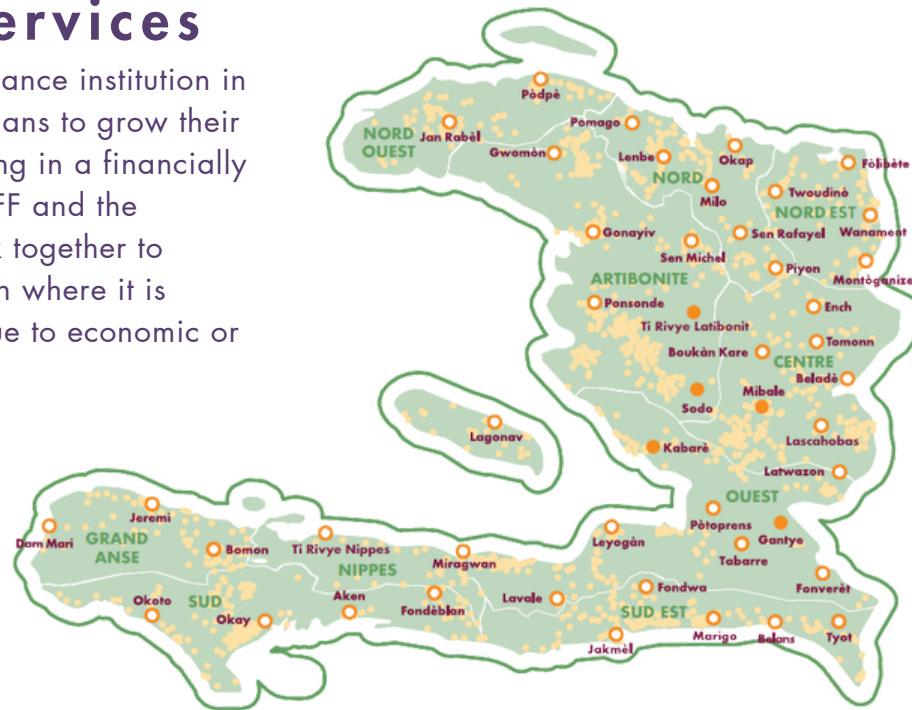 ervices
ance institution in
ans to grow their
ng in a financially
FF and the
together to
n where it is
ue to economic or
Pòdpè
Pomago
NORD
OUEST
Jan Rabèl
Gwomòn
Lenbe
Okap
Fòlibète
NORD
Milo
Twoudinò
NORD EST
Wanament
Gonayiv
Sen Rafayel
Sen Michel
Piyon
Montòganize
ARTIBONITE
Ponsonde
Ench
Ti Rivye Latibonit
Tomonn
Boukàn Kare
CENTRE
Beladè
Mibale
Sodo
Lagonav
Lascahobas
Kabarè
Latwazon
OUEST
Pòtoprens
Gantye
Tabarre
Jeremi
Dam Mari
GRAND
ANSE
Bomon
Ti Rivye Nippes
Leyogàn
Miragwan
NIPPES
Fonverèt
Okoto
SUD
Aken
Fondèblan
Lavale
Fondwa
Okay
SUD EST
Marigo
Belans
Tyot
Jakmèl